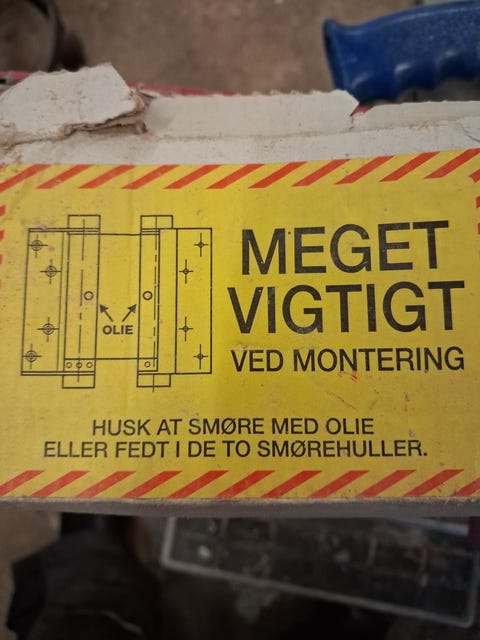 OLIE
MEGET
VIGTIGT
VED MONTERING
HUSK AT SMØRE MED OLIE
ELLER FEDT I DE TO SMØREHULLER.